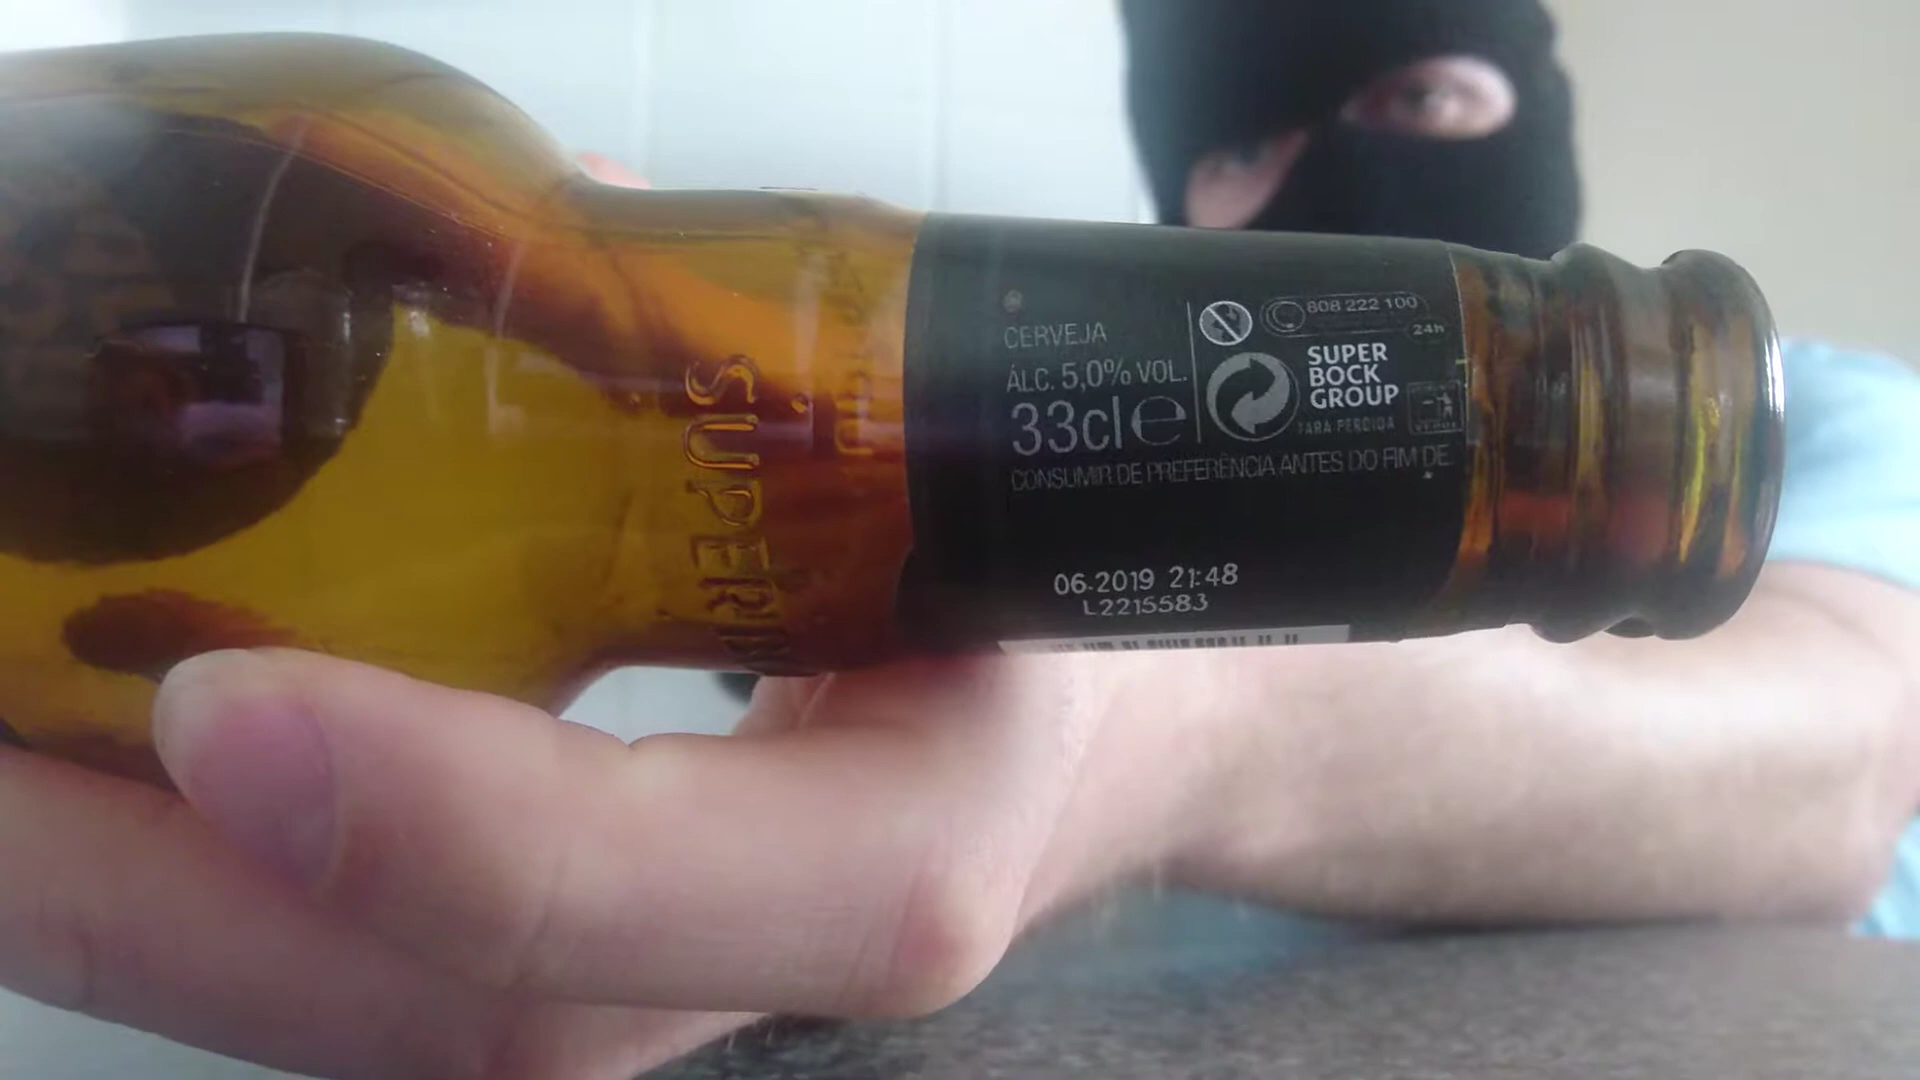 SUPER
CERVEJA
ÁLC. 5,0% VOL.
33cl e
CONSUMIR DE PREFERÊNCIA ANTES DO FIM DE
808 222 100
24h
SUPER
BOCK
GROUP
TARA PERDIDA
VERDE
06.2019 21:48
L2215583